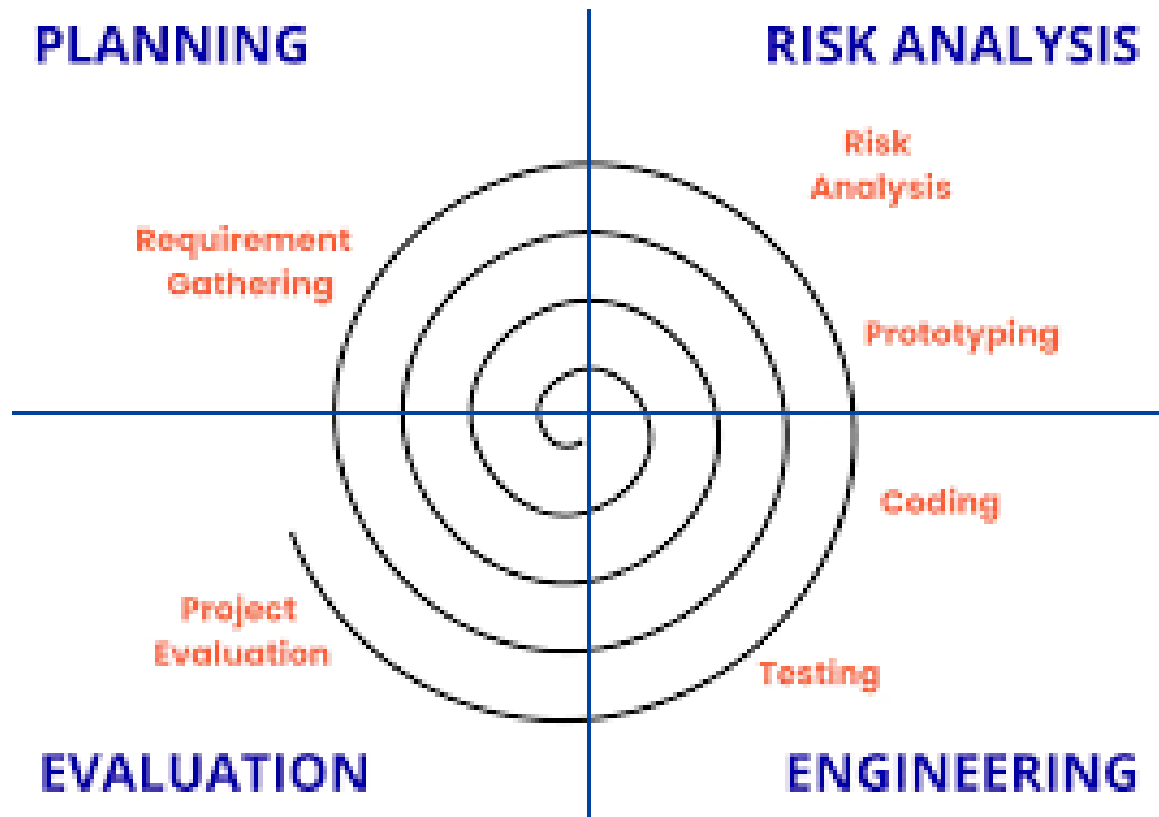 PLANNING
RISK ANALYSIS
Risk
Analysis
Requirement
Gathering
Prototyping
Coding
Project
Evaluation
Testing
EVALUATION
ENGINEERING